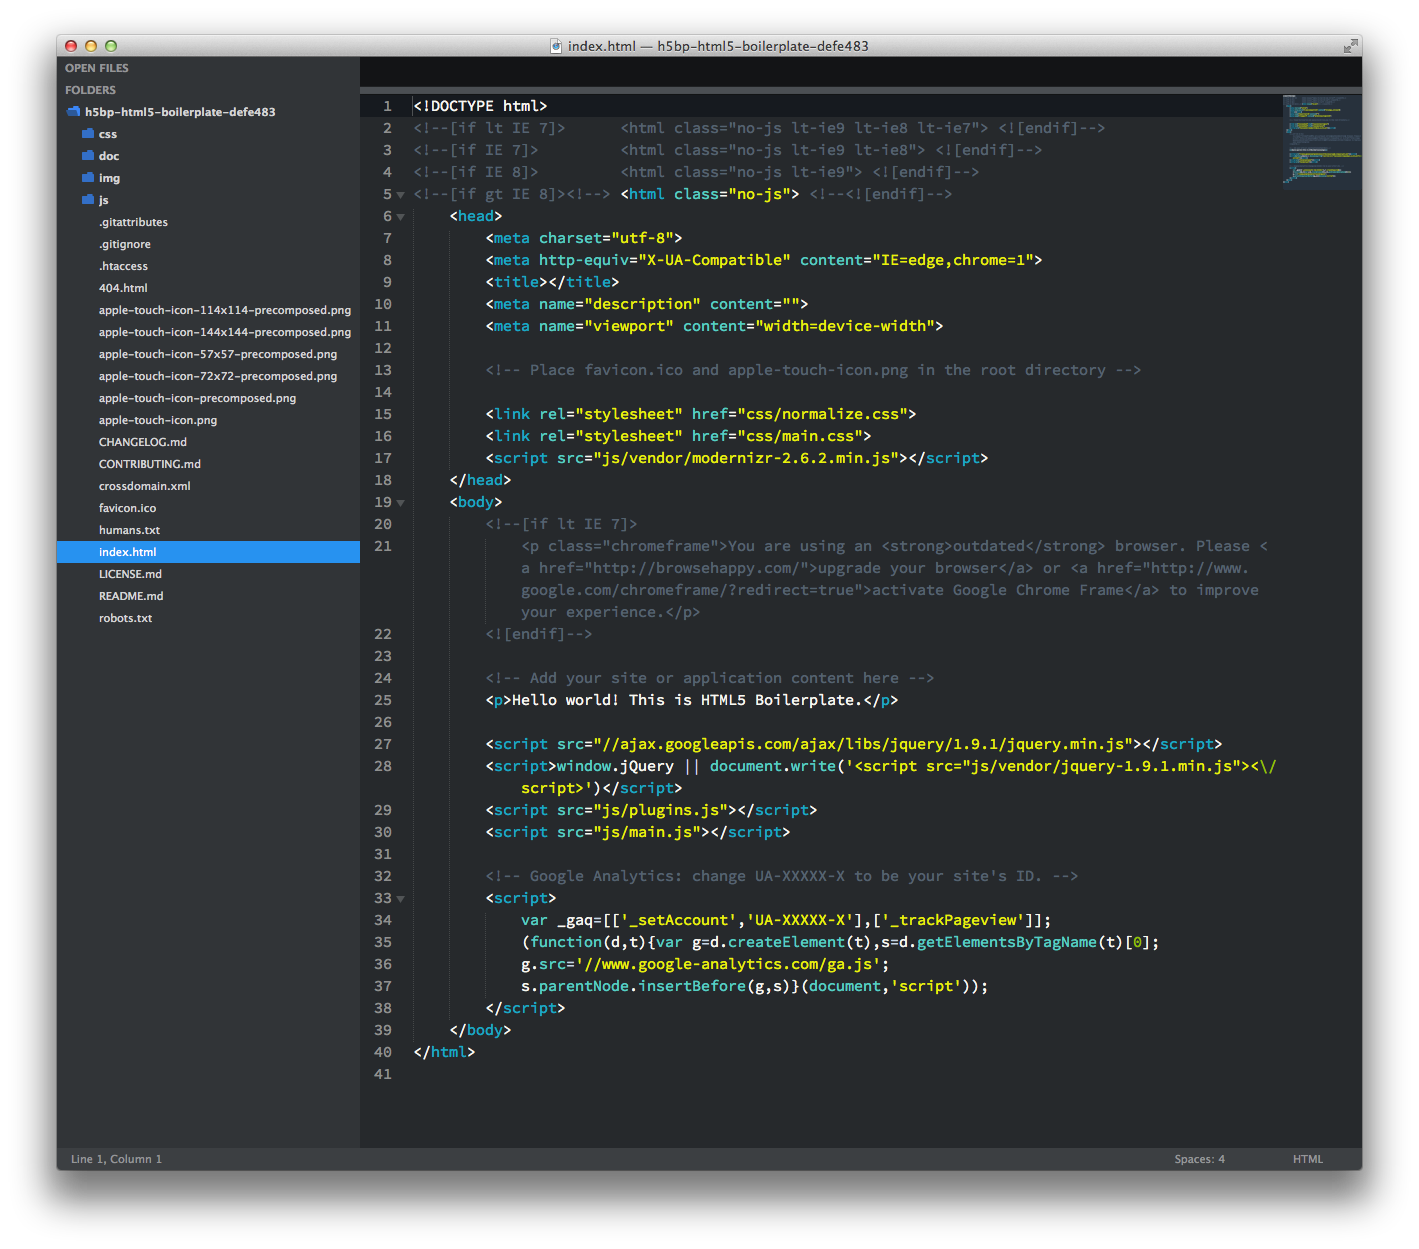 index.html — h5bp-html5-boilerplate-defe483
OPEN FILES
FOLDERS
h5bp-html5-boilerplate-defe483
css
doc
img
js
.gitattributes
.gitignore
.htaccess
404.html
apple-touch-icon-114x114-precomposed.png
apple-touch-icon-144x144-precomposed.png
apple-touch-icon-57x57-precomposed.png
apple-touch-icon-72x72-precomposed.png
apple-touch-icon-precomposed.png
apple-touch-icon.png
CHANGELOG.md
CONTRIBUTING.md
crossdomain.xml
favicon.ico
humans.txt
index.html
LICENSE.md
README.md
robots.txt
1 <!DOCTYPE html>
2 <!--[if lt IE 7]>      <html class="no-js lt-ie9 lt-ie8 lt-ie7"> <![endif]-->
3 <!--[if IE 7]>         <html class="no-js lt-ie9 lt-ie8"> <![endif]-->
4 <!--[if IE 8]>         <html class="no-js lt-ie9"> <![endif]-->
5 <!--[if gt IE 8]><!--> <html class="no-js"> <!--<![endif]-->
6     <head>
7         <meta charset="utf-8">
8         <meta http-equiv="X-UA-Compatible" content="IE=edge,chrome=1">
9         <title></title>
10         <meta name="description" content="">
11         <meta name="viewport" content="width=device-width">
12
13         <!-- Place favicon.ico and apple-touch-icon.png in the root directory -->
14
15         <link rel="stylesheet" href="css/normalize.css">
16         <link rel="stylesheet" href="css/main.css">
17         <script src="js/vendor/modernizr-2.6.2.min.js"></script>
18     </head>
19     <body>
20         <!--[if lt IE 7]>
21             <p class="chromeframe">You are using an <strong>outdated</strong> browser. Please <
a href="http://browsehappy.com/">upgrade your browser</a> or <a href="http://www.
google.com/chromeframe/?redirect=true">activate Google Chrome Frame</a> to improve
your experience.</p>
22         <![endif]-->
23
24         <!-- Add your site or application content here -->
25         <p>Hello world! This is HTML5 Boilerplate.</p>
26
27         <script src="//ajax.googleapis.com/ajax/libs/jquery/1.9.1/jquery.min.js"></script>
28         <script>window.jQuery || document.write('<script src="js/vendor/jquery-1.9.1.min.js"><\/
script>')</script>
29         <script src="js/plugins.js"></script>
30         <script src="js/main.js"></script>
31
32         <!-- Google Analytics: change UA-XXXXX-X to be your site's ID. -->
33         <script>
34             var _gaq=[['_setAccount','UA-XXXXX-X'],['_trackPageview']];
35             (function(d,t){var g=d.createElement(t),s=d.getElementsByTagName(t)[0];
36             g.src='//www.google-analytics.com/ga.js';
37             s.parentNode.insertBefore(g,s)}(document,'script'));
38         </script>
39     </body>
40 </html>
41
Line 1, Column 1
Spaces: 4
HTML